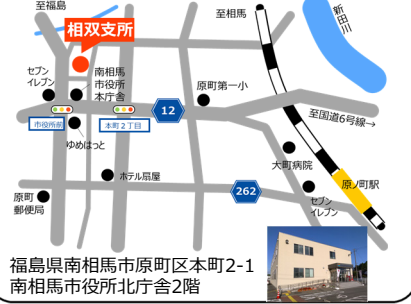 至福島
至相馬
新田川
相双支所
セブン
イレブン
南相馬
市役所
本庁舎
原町第一小
12
至国道6号線→
市役所前
本町2丁目
ゆめはっと
大町病院
ホテル扇屋
262
原ノ町駅
原町
郵便局
セブン
イレブン
福島県南相馬市原町区本町2-1
南相馬市役所北庁舎2階